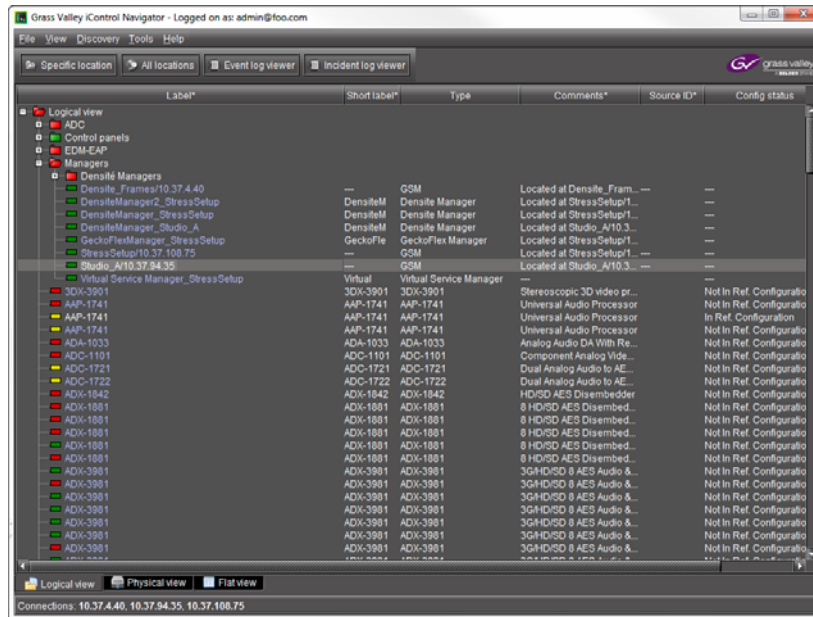 Grass Valley iControl Navigator - Logged on as: admin@foo.com
File View Discovery Tools Help
Specific location All locations Event log viewer Incident log viewer
GV grass valley
Label* Short label* Type Comments* Source ID* Config status
Logical view
ADC
Control panels
EDM-EAP
Managers
Densité Managers
Densite_Frames/10.37.4.40 --- GSM Located at Densite_Fram... --- ---
DensiteManager2_StressSetup DensiteM Densite Manager Located at StressSetup/1... ---
DensiteManager_StressSetup DensiteM Densite Manager Located at StressSetup/1... ---
DensiteManager_Studio_A DensiteM Densite Manager Located at Studio_A/10.3... ---
GeckoFlexManager_StressSetup GeckoFle GeckoFlex Manager Located at StressSetup/1... ---
StressSetup/10.37.108.75 --- GSM Located at StressSetup/1... --- ---
Studio_A/10.37.94.35 --- GSM Located at Studio_A/10.3... --- ---
Virtual Service Manager_StressSetup Virtual Virtual Service Manager --- ---
3DX-3901 3DX-3901 3DX-3901 Stereoscopic 3D video pr... Not In Ref. Configuratio
AAP-1741 AAP-1741 AAP-1741 Universal Audio Processor Not In Ref. Configuratio
AAP-1741 AAP-1741 AAP-1741 Universal Audio Processor In Ref. Configuration
AAP-1741 AAP-1741 AAP-1741 Universal Audio Processor Not In Ref. Configuratio
ADA-1033 ADA-1033 ADA-1033 Analog Audio DA With Re... Not In Ref. Configuratio
ADC-1101 ADC-1101 ADC-1101 Component Analog Vide... Not In Ref. Configuratio
ADC-1721 ADC-1721 ADC-1721 Dual Analog Audio to AE... Not In Ref. Configuratio
ADC-1722 ADC-1722 ADC-1722 Dual Analog Audio to AE... Not In Ref. Configuratio
ADX-1842 ADX-1842 ADX-1842 HD/SD AES Disembedder Not In Ref. Configuratio
ADX-1881 ADX-1881 ADX-1881 8 HD/SD AES Disembed... Not In Ref. Configuratio
ADX-1881 ADX-1881 ADX-1881 8 HD/SD AES Disembed... Not In Ref. Configuratio
ADX-1881 ADX-1881 ADX-1881 8 HD/SD AES Disembed... Not In Ref. Configuratio
ADX-1881 ADX-1881 ADX-1881 8 HD/SD AES Disembed... Not In Ref. Configuratio
ADX-1881 ADX-1881 ADX-1881 8 HD/SD AES Disembed... Not In Ref. Configuratio
ADX-3981 ADX-3981 ADX-3981 3G/HD/SD 8 AES Audio &... Not In Ref. Configuratio
ADX-3981 ADX-3981 ADX-3981 3G/HD/SD 8 AES Audio &... Not In Ref. Configuratio
ADX-3981 ADX-3981 ADX-3981 3G/HD/SD 8 AES Audio &... Not In Ref. Configuratio
ADX-3981 ADX-3981 ADX-3981 3G/HD/SD 8 AES Audio &... Not In Ref. Configuratio
ADX-3981 ADX-3981 ADX-3981 3G/HD/SD 8 AES Audio &... Not In Ref. Configuratio
ADX-3981 ADX-3981 ADX-3981 3G/HD/SD 8 AES Audio &... Not In Ref. Configuratio
ADX-3981 ADX-3981 ADX-3981 3G/HD/SD 8 AES Audio &... Not In Ref. Configuratio
Logical view Physical view Flat view
Connections: 10.37.4.40, 10.37.94.35, 10.37.108.75